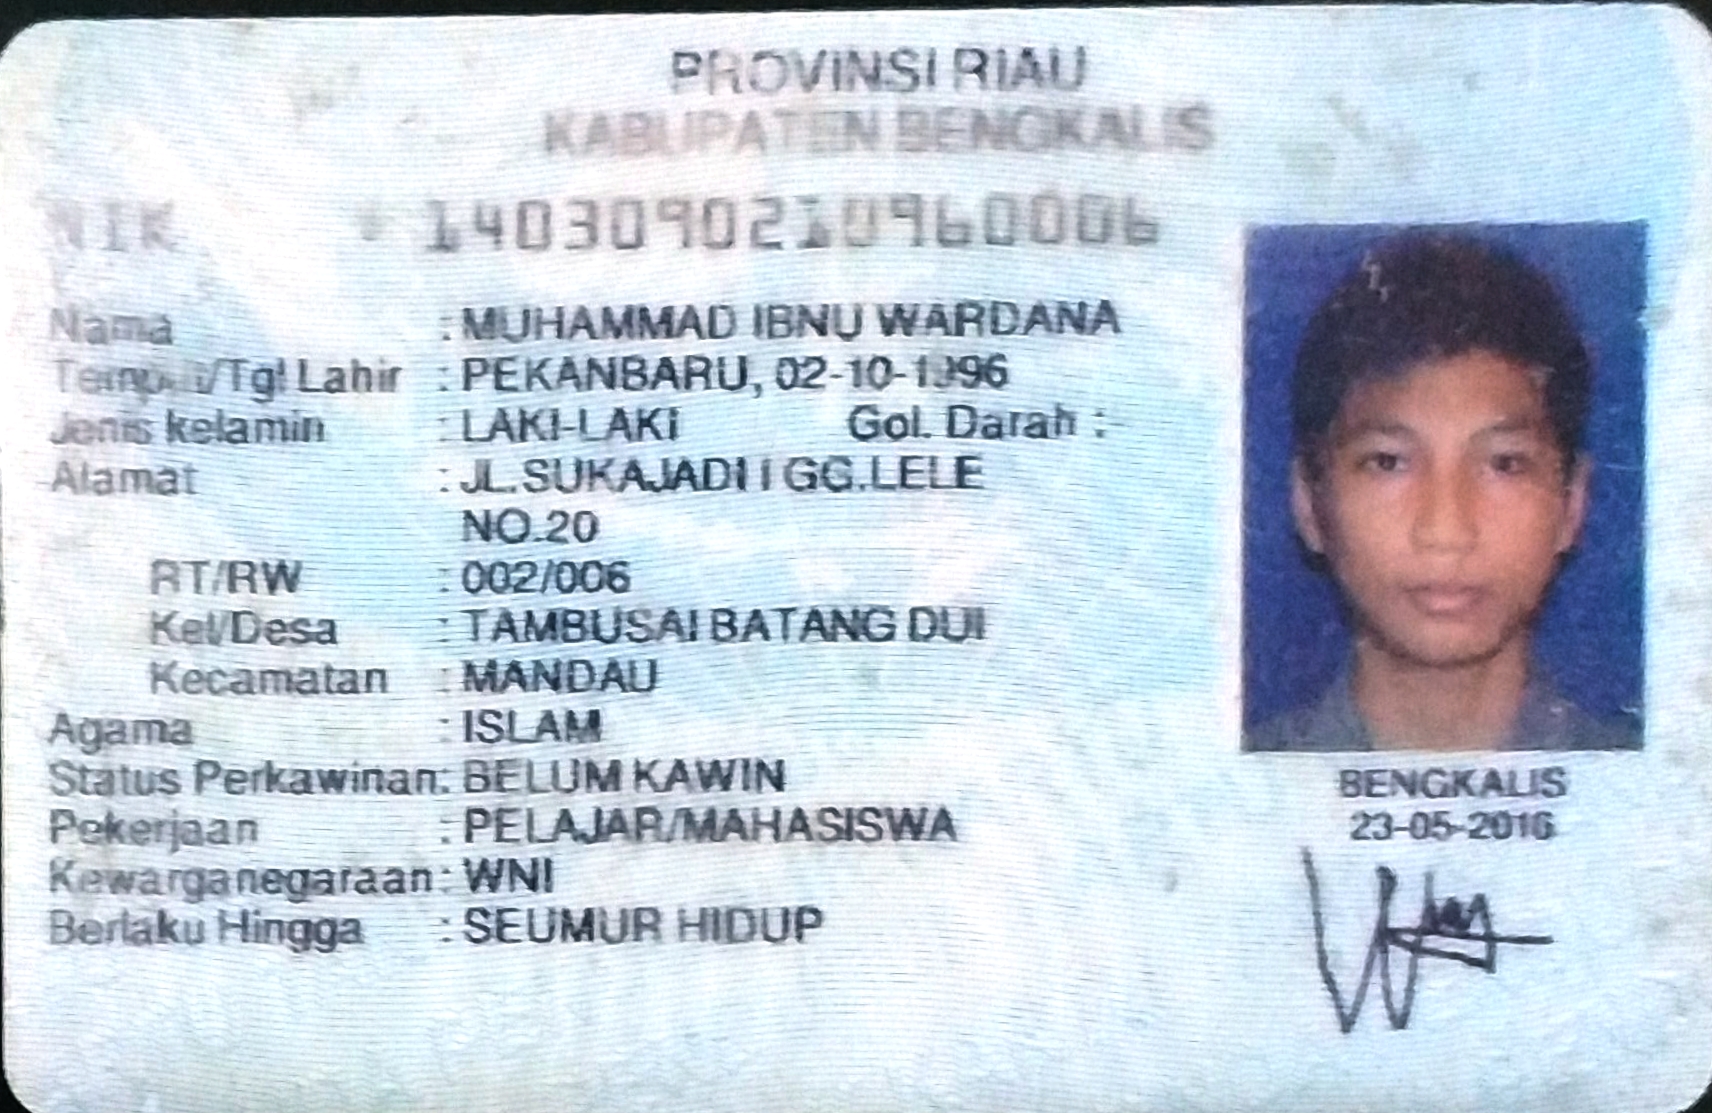 PROVINSI RIAU
KABUPATEN BENGKALIS
NIK : 1403090210960006
Nama : MUHAMMAD IBNU WARDANA
Tempat/Tgl Lahir : PEKANBARU, 02-10-1996
Jenis kelamin : LAKI-LAKI Gol. Darah : -
Alamat : JL.SUKAJADI I GG.LELE
NO.20
RT/RW : 002/006
Kel/Desa : TAMBUSAI BATANG DUI
Kecamatan : MANDAU
Agama : ISLAM
Status Perkawinan: BELUM KAWIN
Pekerjaan : PELAJAR/MAHASISWA
Kewarganegaraan: WNI
Berlaku Hingga : SEUMUR HIDUP
BENGKALIS
23-05-2016